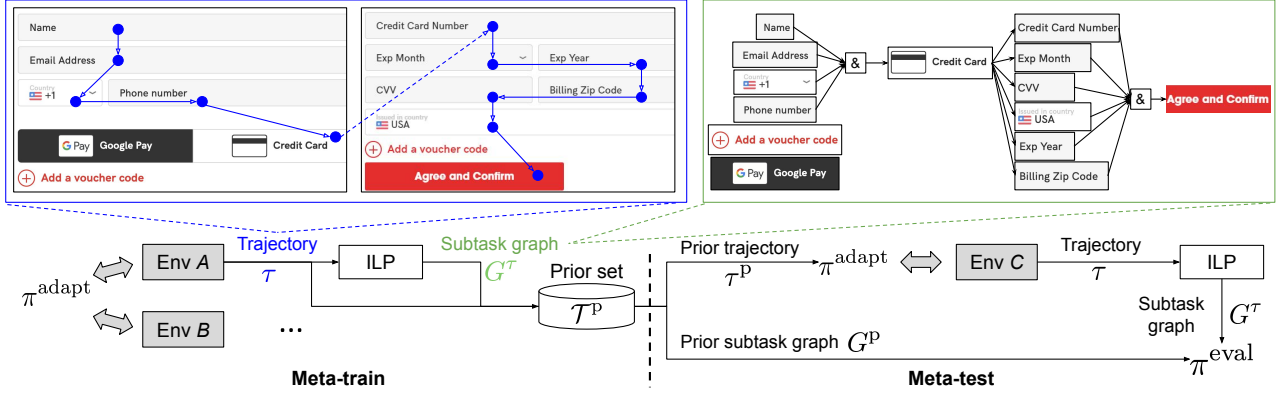 Name
Email Address
Country
+1
Phone number
G Pay Google Pay
Credit Card
Add a voucher code
Credit Card Number
Exp Month
Exp Year
CVV
Billing Zip Code
Issued in country
USA
Add a voucher code
Agree and Confirm
Name
Email Address
Country
+1
Phone number
Add a voucher code
G Pay Google Pay
&
Credit Card
Credit Card Number
Exp Month
CVV
Issued in country
USA
Exp Year
Billing Zip Code
&
Agree and Confirm
π^adapt
Env A
Env B
Trajectory
τ
ILP
...
Subtask graph
G^τ
Prior set
𝒯^p
Meta-train
Prior trajectory
τ^p
π^adapt
Env C
Trajectory
τ
ILP
Subtask
graph
G^τ
Prior subtask graph G^p
π^eval
Meta-test